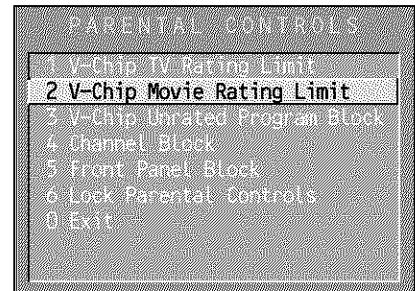 PARENTAL CONTROLS
1 V-Chip TV Rating Limit
2 V-Chip Movie Rating Limit
3 V-Chip Unrated Program Block
4 Channel Block
5 Front Panel Block
6 Lock Parental Controls
0 Exit